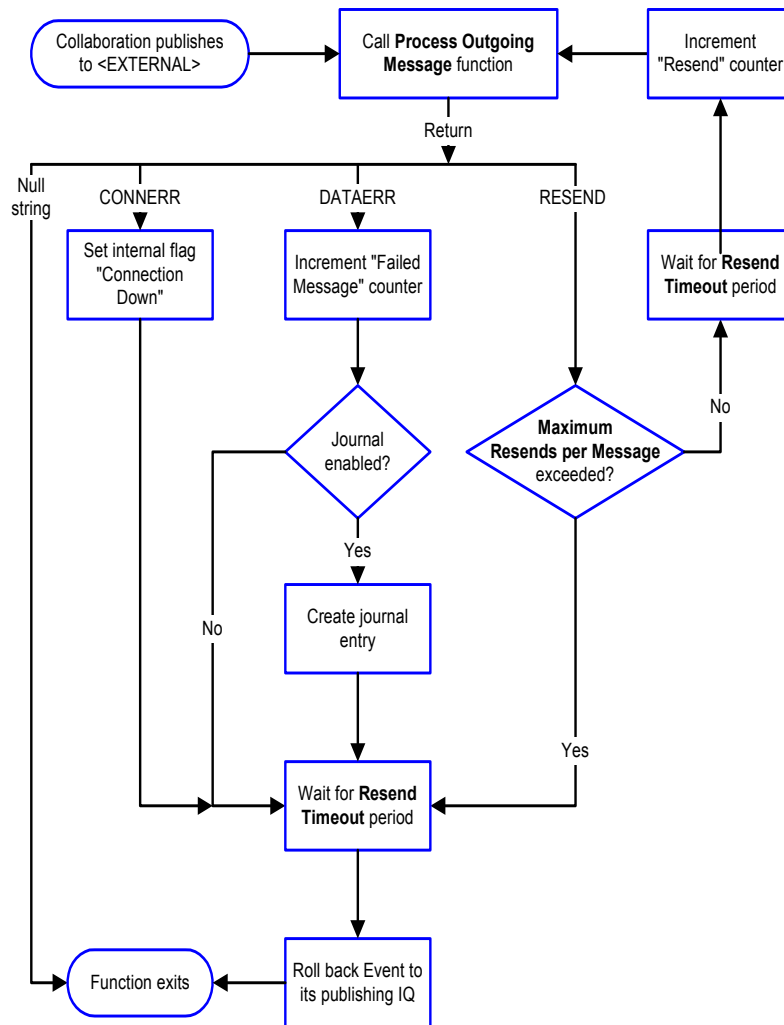 Collaboration publishes
to <EXTERNAL>
Call Process Outgoing
Message function
Increment
"Resend" counter
Return
Null
string
CONNERR
DATAERR
RESEND
Set internal flag
"Connection
Down"
Increment "Failed
Message" counter
Wait for Resend
Timeout period
No
Journal
enabled?
Maximum
Resends per Message
exceeded?
Yes
No
Create journal
entry
Yes
Wait for Resend
Timeout period
Function exits
Roll back Event to
its publishing IQ